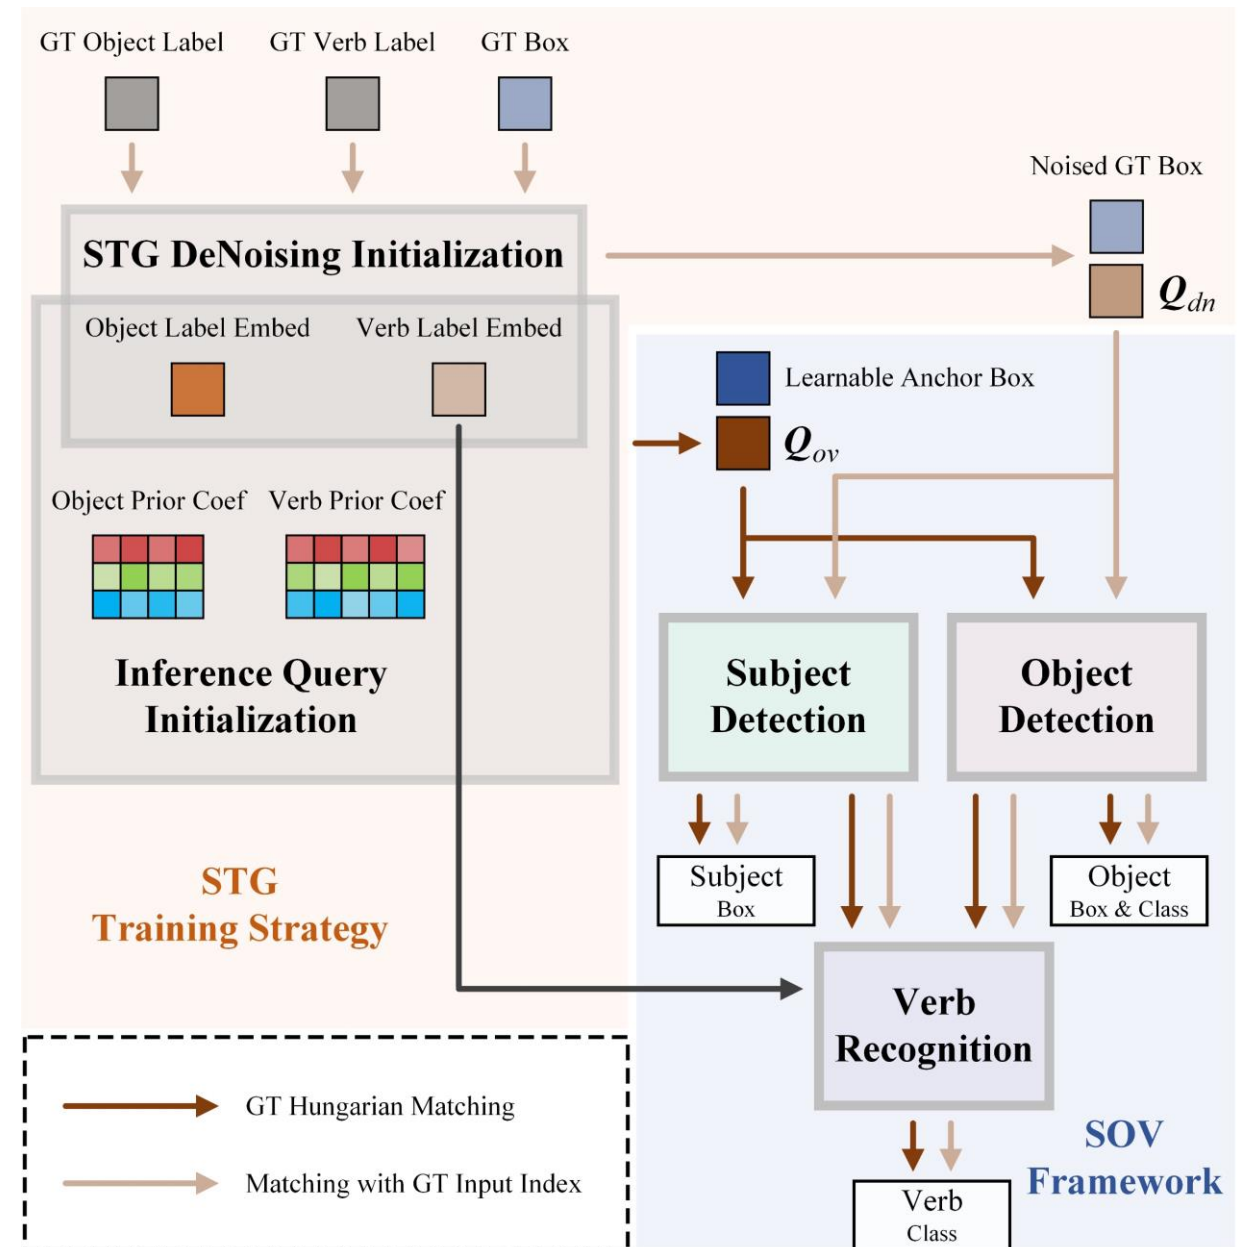 GT Object Label
GT Verb Label
GT Box
Noised GT Box
STG DeNoising Initialization
Q_dn
Object Label Embed
Verb Label Embed
Learnable Anchor Box
Q_ov
Object Prior Coef
Verb Prior Coef
Inference Query
Initialization
Subject
Detection
Object
Detection
STG
Training Strategy
Subject
Box
Object
Box & Class
Verb
Recognition
GT Hungarian Matching
Matching with GT Input Index
SOV
Framework
Verb
Class